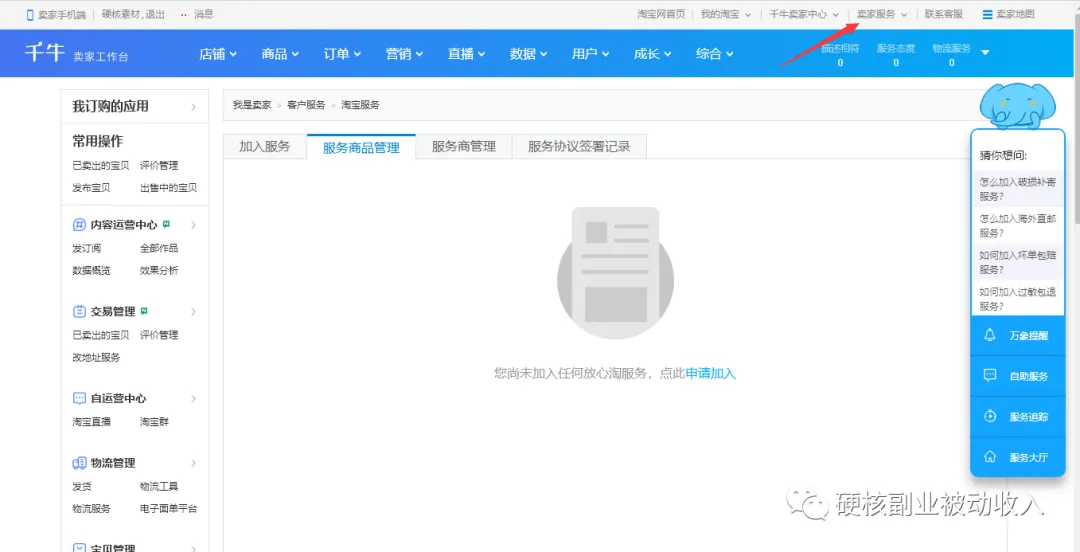 卖家手机端 硬核素材,退出 消息 淘宝网首页 我的淘宝 千牛卖家中心 卖家服务 联系客服 卖家地图
千牛 卖家工作台 店铺 商品 订单 营销 直播 数据 用户 成长 综合 描述相符 服务态度 物流服务
0 0 0
我订购的应用
常用操作
已卖出的宝贝 评价管理
发布宝贝 出售中的宝贝
内容运营中心
发订阅 全部作品
数据概览 效果分析
交易管理
已卖出的宝贝 评价管理
改地址服务
自运营中心
淘宝直播 淘宝群
物流管理
发货 物流工具
物流服务 电子面单平台
宝贝管理
我是卖家 > 客户服务 > 淘宝服务
加入服务 服务商品管理 服务商管理 服务协议签署记录
您尚未加入任何放心淘服务，点此申请加入
猜你想问:
怎么加入破损补寄
服务?
怎么加入海外直邮
服务?
如何加入坏单包赔
服务?
如何加入过敏包退
服务?
万象提醒
自助服务
服务追踪
服务大厅
硬核副业被动收入